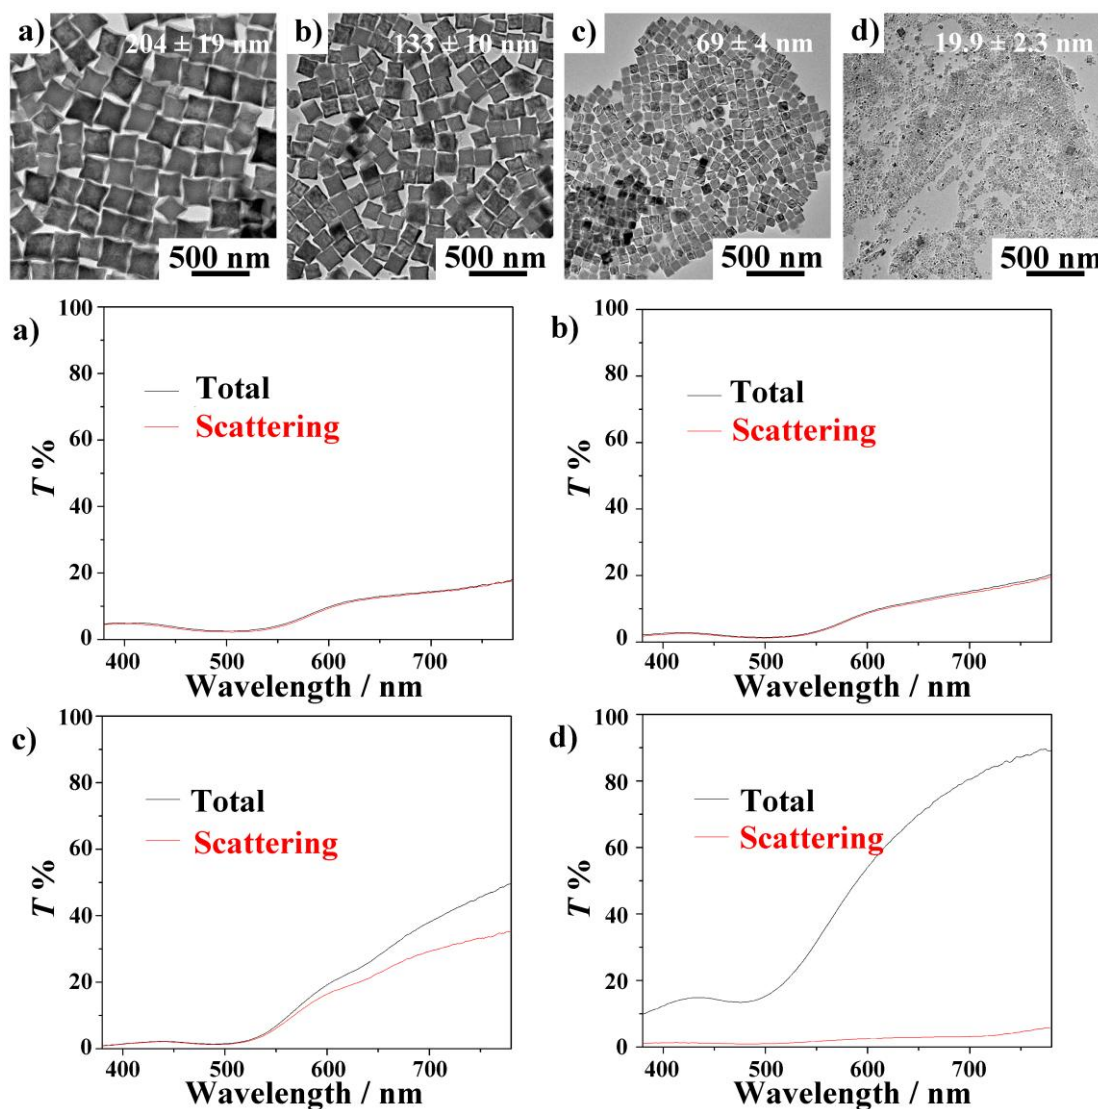 a) 204 ± 19 nm b) 133 ± 10 nm c) 69 ± 4 nm d) 19.9 ± 2.3 nm
500 nm 500 nm 500 nm 500 nm
a)
T %
100
80
60
40
20
0
Total
Scattering
400 500 600 700
Wavelength / nm
b)
T %
100
80
60
40
20
0
Total
Scattering
400 500 600 700
Wavelength / nm
c)
T %
100
80
60
40
20
0
Total
Scattering
400 500 600 700
Wavelength / nm
d)
T %
100
80
60
40
20
0
Total
Scattering
400 500 600 700
Wavelength / nm